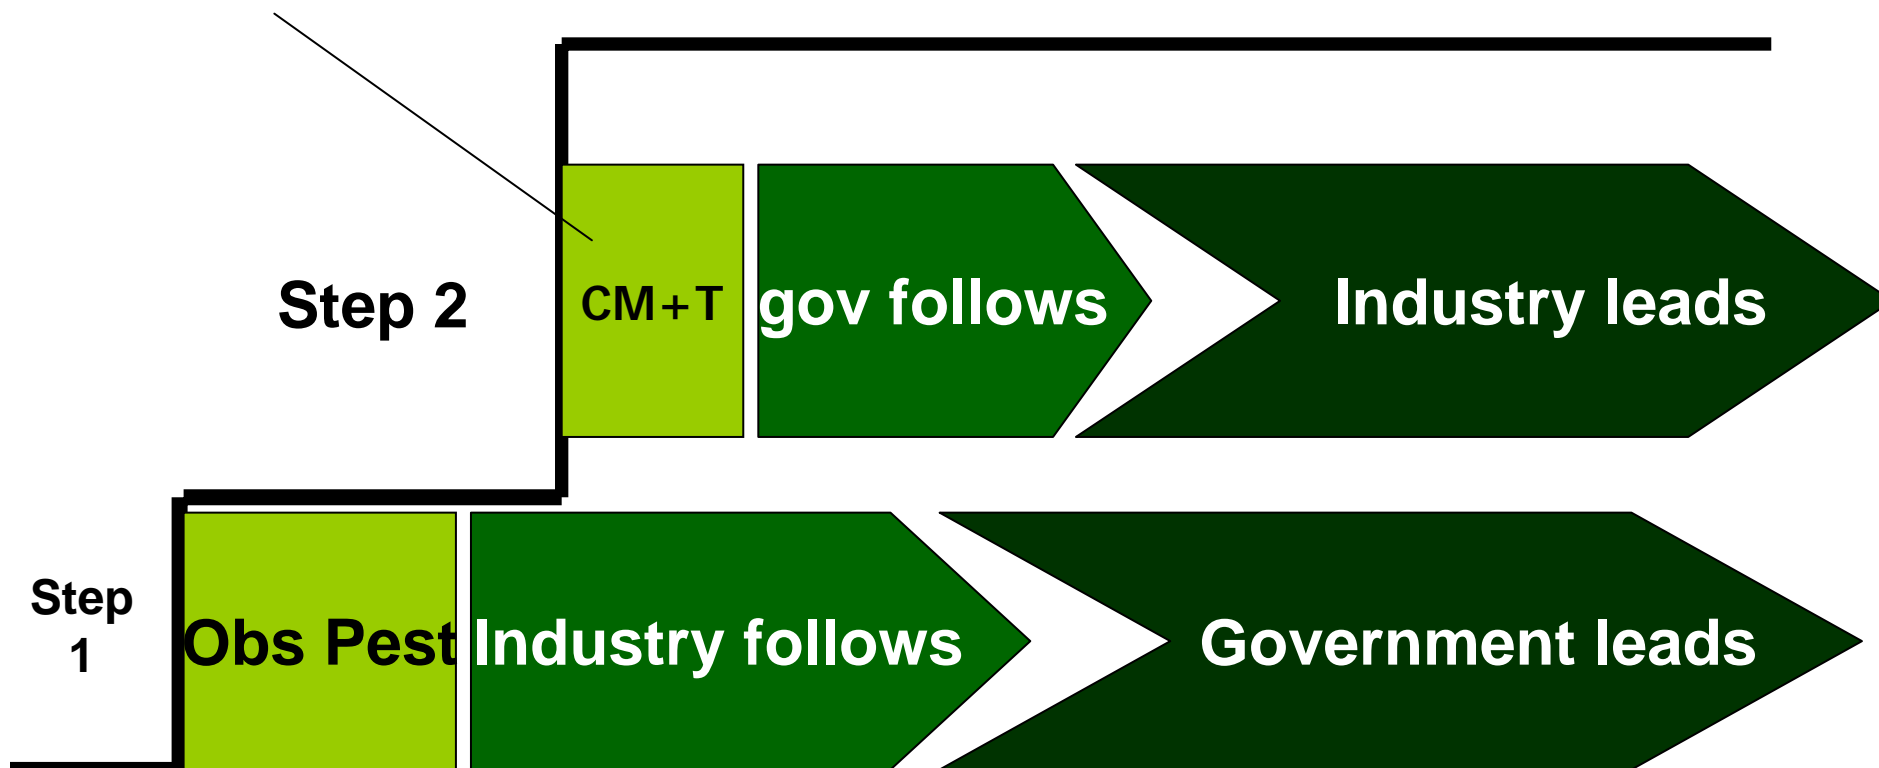 Step 2
CM+T
gov follows
Industry leads
Step
1
Obs Pest
Industry follows
Government leads